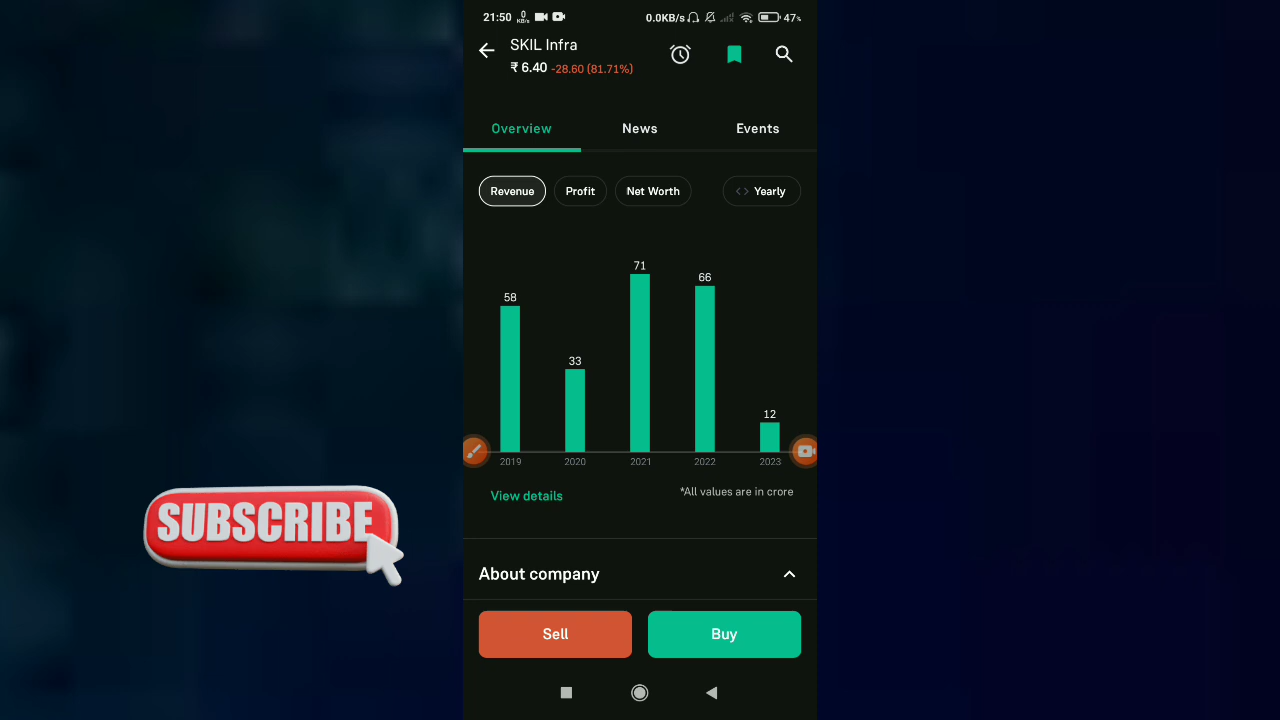 21:50 0 KB/s 0.0KB/s 47%
SKIL Infra
₹ 6.40 -28.60 (81.71%)
Overview News Events
Revenue Profit Net Worth <> Yearly
71
66
58
33
12
2019 2020 2021 2022 2023
View details *All values are in crore
SUBSCRIBE
About company
Sell Buy